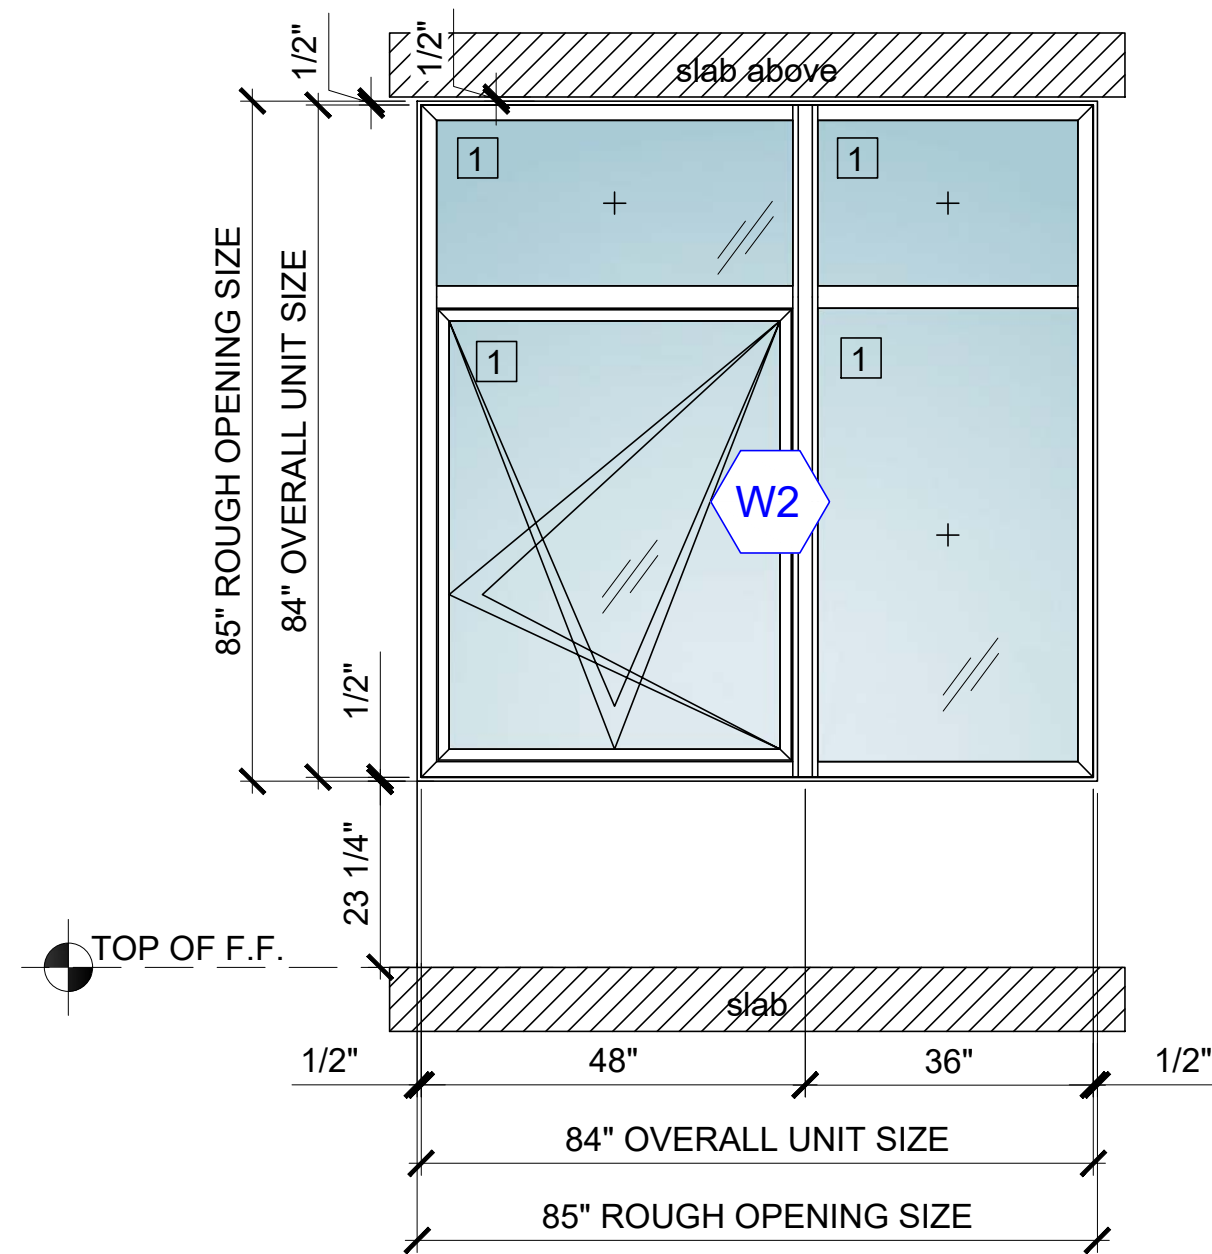 1/2"
1/2"
slab above
1
1
85" ROUGH OPENING SIZE
84" OVERALL UNIT SIZE
1
1
W2
1/2"
23 1/4"
TOP OF F.F.
slab
1/2"
48"
36"
1/2"
84" OVERALL UNIT SIZE
85" ROUGH OPENING SIZE